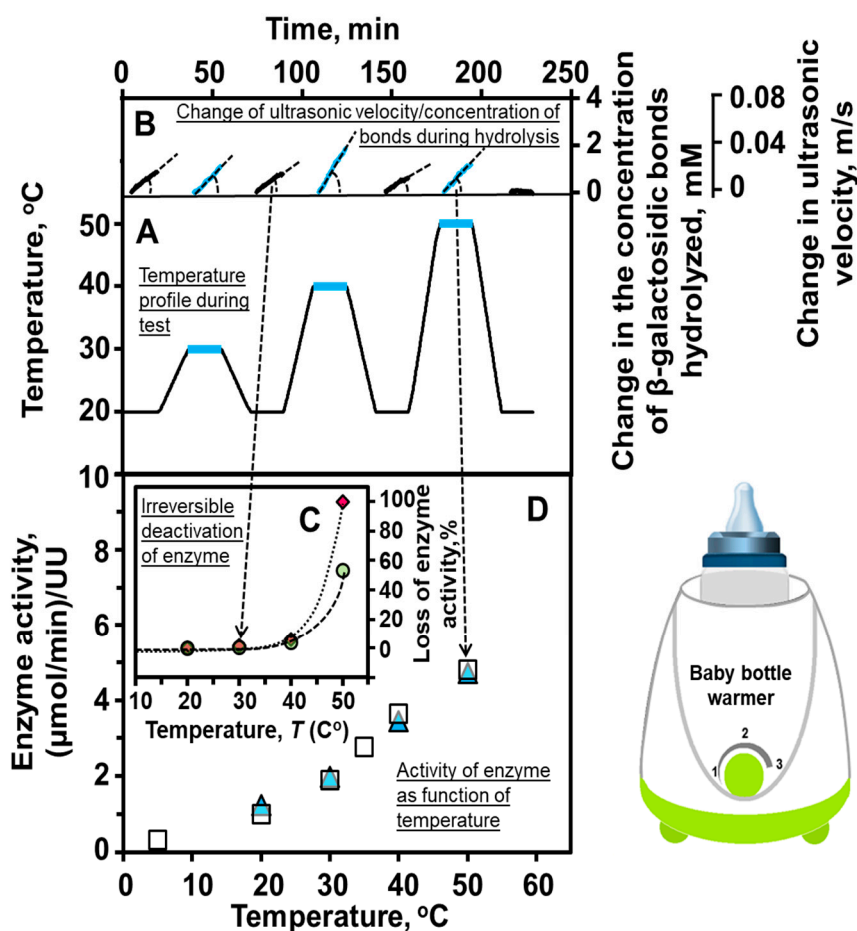 Time, min
0 50 100 150 200 250
B
Change of ultrasonic velocity/concentration of
bonds during hydrolysis
4
2
0
Change in the concentration
of β-galactosidic bonds
hydrolyzed, mM
0.08
0.04
0
Change in ultrasonic
velocity, m/s
Temperature, ºC
50
40
30
20
A
Temperature
profile during
test
Enzyme activity,
(µmol/min)/UU
10
8
6
4
2
0
Irreversible
deactivation
of enzyme
C
100
80
60
40
20
0
Loss of enzyme
activity,%
10 20 30 40 50
Temperature, T (Cº)
D
Activity of enzyme
as function of
temperature
0 10 20 30 40 50 60
Temperature, ºC
Baby bottle
warmer
1 2 3